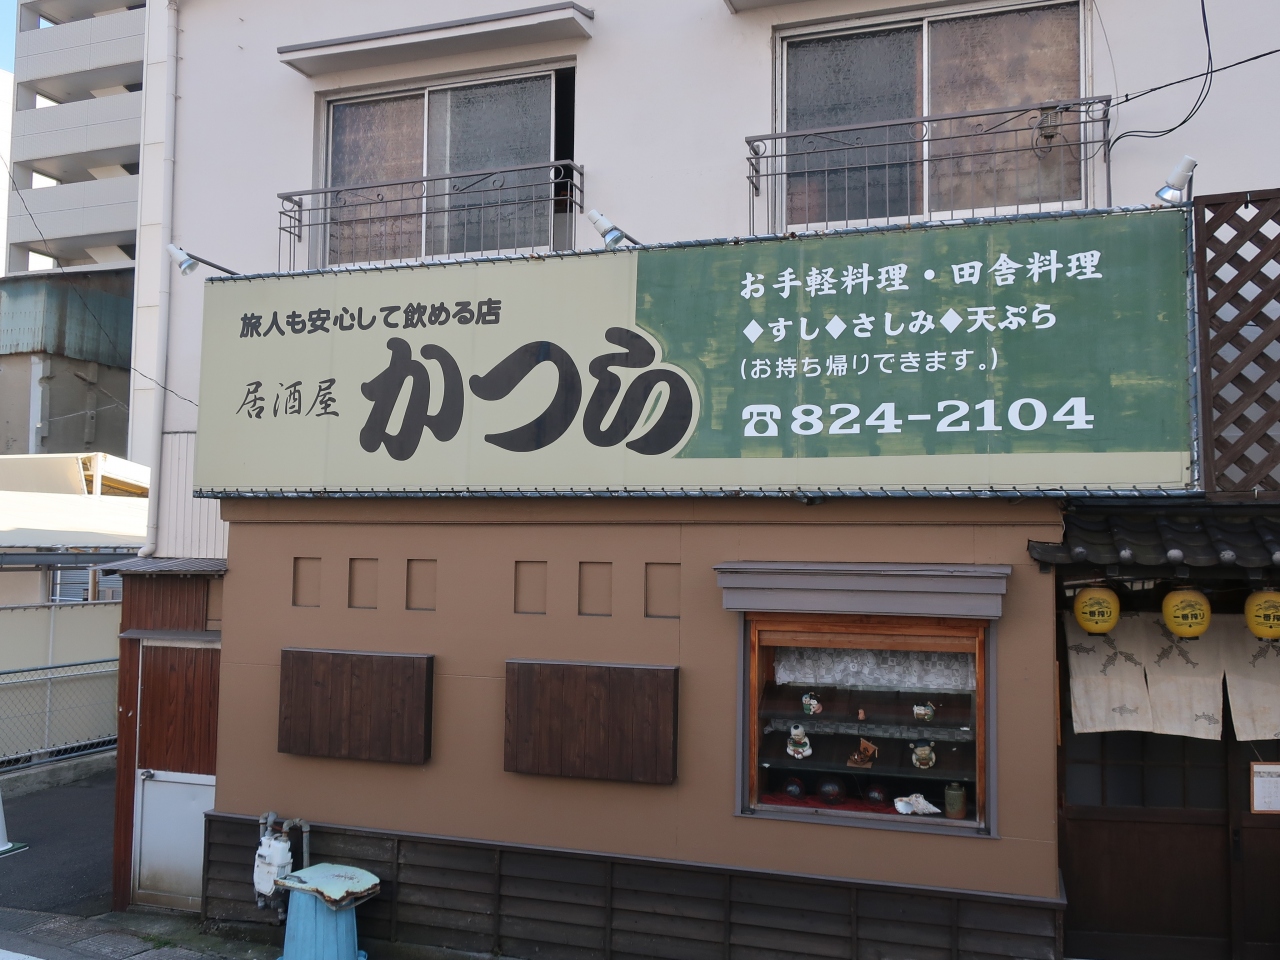 旅人も安心して飲める店
居酒屋 かつら
お手軽料理・田舎料理
◆すし◆さしみ◆天ぷら
(お持ち帰りできます。)
☎824-2104
一番搾り
一番搾り
一番搾り